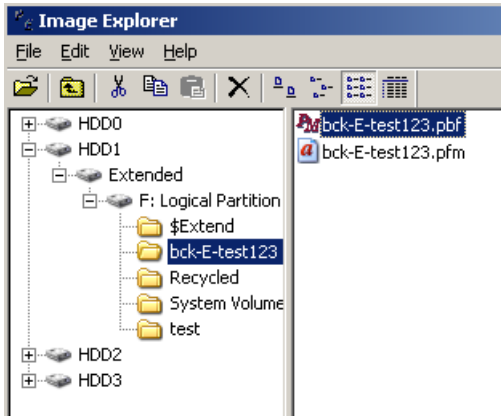 Image Explorer
File Edit View Help
HDD0
HDD1
Extended
F: Logical Partition
$Extend
bck-E-test123
Recycled
System Volume
test
HDD2
HDD3
bck-E-test123.pbf
bck-E-test123.pfm